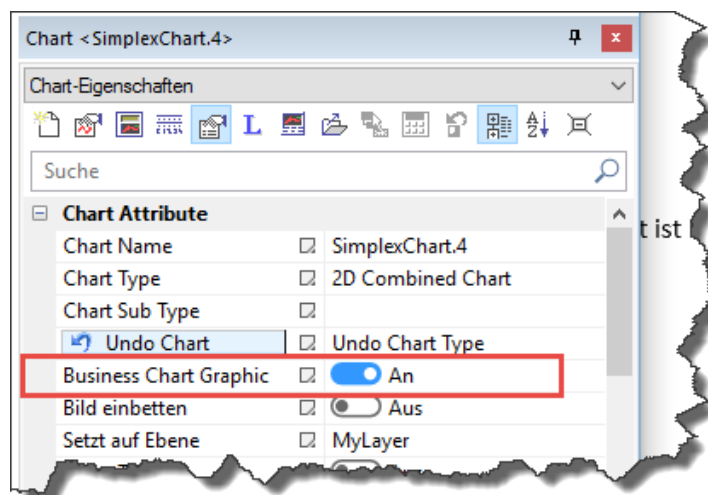 Chart <SimplexChart.4>
Chart-Eigenschaften
L
Suche
Chart Attribute
t ist
Chart Name SimplexChart.4
Chart Type 2D Combined Chart
Chart Sub Type
Undo Chart Undo Chart Type
Business Chart Graphic An
Bild einbetten Aus
Setzt auf Ebene MyLayer